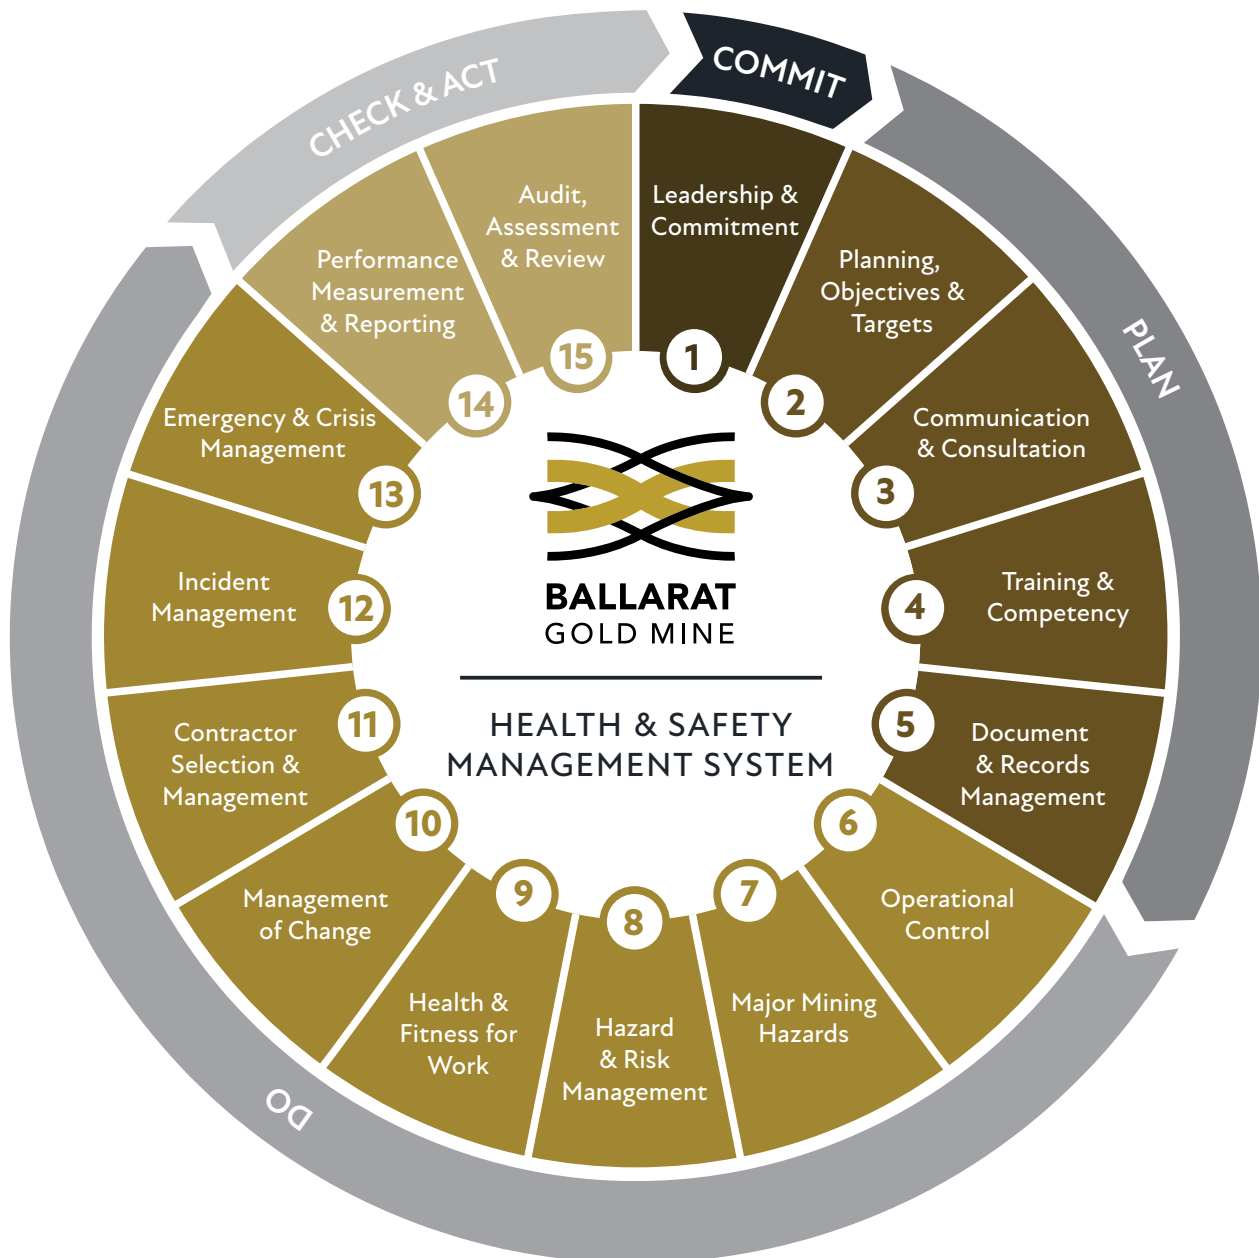 CHECK & ACT
COMMIT
PLAN
DO
Leadership &
Commitment
1
Planning,
Objectives &
Targets
2
Communication
& Consultation
3
Training &
Competency
4
Document
& Records
Management
5
Operational
Control
6
Major Mining
Hazards
7
Hazard
& Risk
Management
8
Health &
Fitness for
Work
9
Management
of Change
10
Contractor
Selection &
Management
11
Incident
Management
12
Emergency & Crisis
Management
13
Performance
Measurement
& Reporting
14
Audit,
Assessment
& Review
15
BALLARAT
GOLD MINE
HEALTH & SAFETY
MANAGEMENT SYSTEM